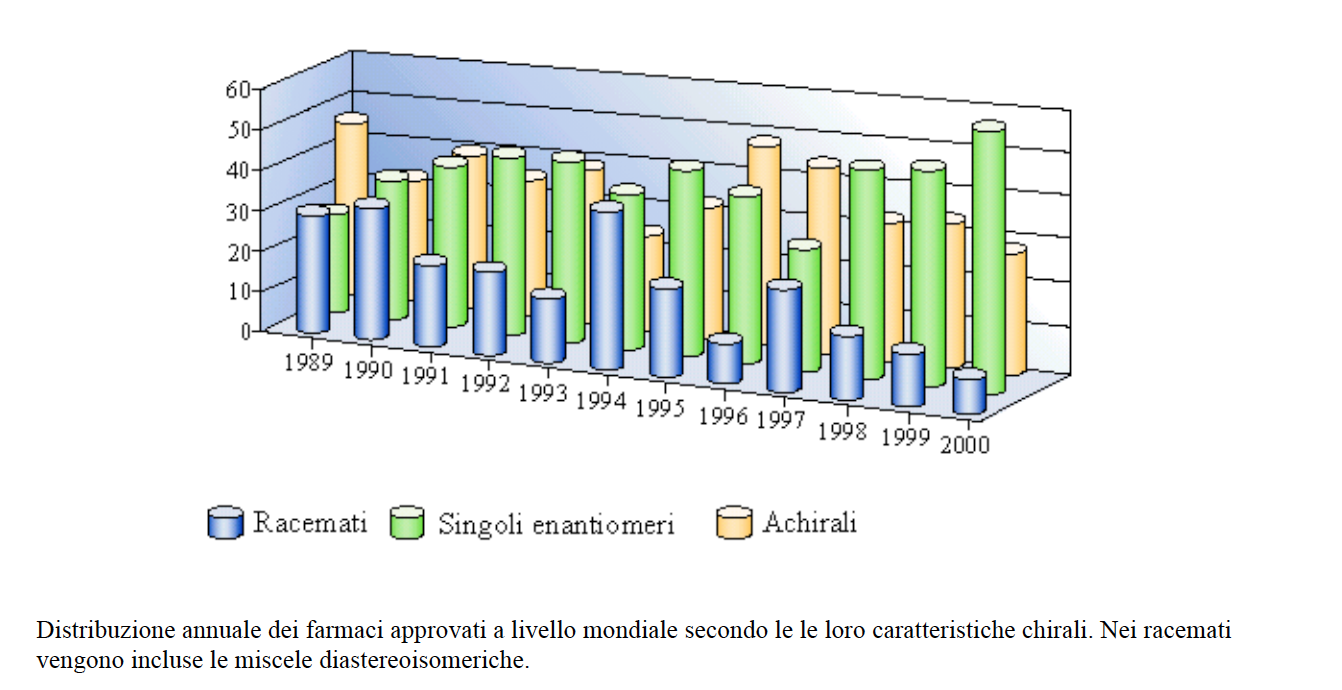 60
50
40
30
20
10
0
1989 1990 1991 1992 1993 1994 1995 1996 1997 1998 1999 2000
Racemati Singoli enantiomeri Achirali
Distribuzione annuale dei farmaci approvati a livello mondiale secondo le le loro caratteristiche chirali. Nei racemati
vengono incluse le miscele diastereoisomeriche.